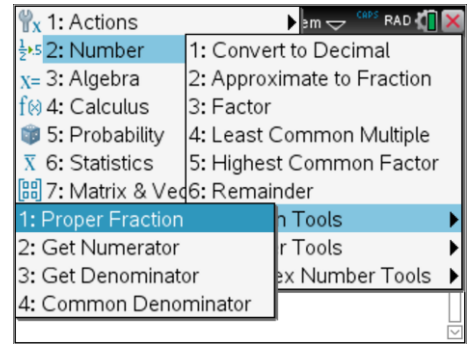 1: Actions
2: Number
3: Algebra
4: Calculus
5: Probability
6: Statistics
7: Matrix & Vec
CAPS RAD
1: Convert to Decimal
2: Approximate to Fraction
3: Factor
4: Least Common Multiple
5: Highest Common Factor
6: Remainder
Tools
Tools
Number Tools
1: Proper Fraction
2: Get Numerator
3: Get Denominator
4: Common Denominator